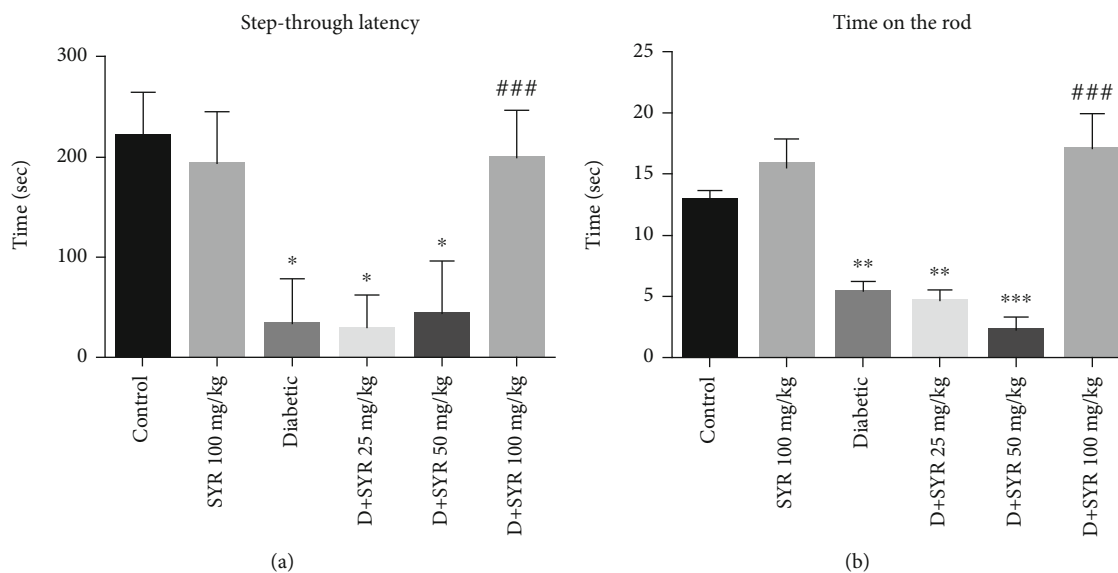 Step-through latency
300
200
100
0
Time (sec)
###
*
*
*
Control
SYR 100 mg/kg
Diabetic
D+SYR 25 mg/kg
D+SYR 50 mg/kg
D+SYR 100 mg/kg
(a)
Time on the rod
25
20
15
10
5
0
Time (sec)
###
**
**
***
Control
SYR 100 mg/kg
Diabetic
D+SYR 25 mg/kg
D+SYR 50 mg/kg
D+SYR 100 mg/kg
(b)